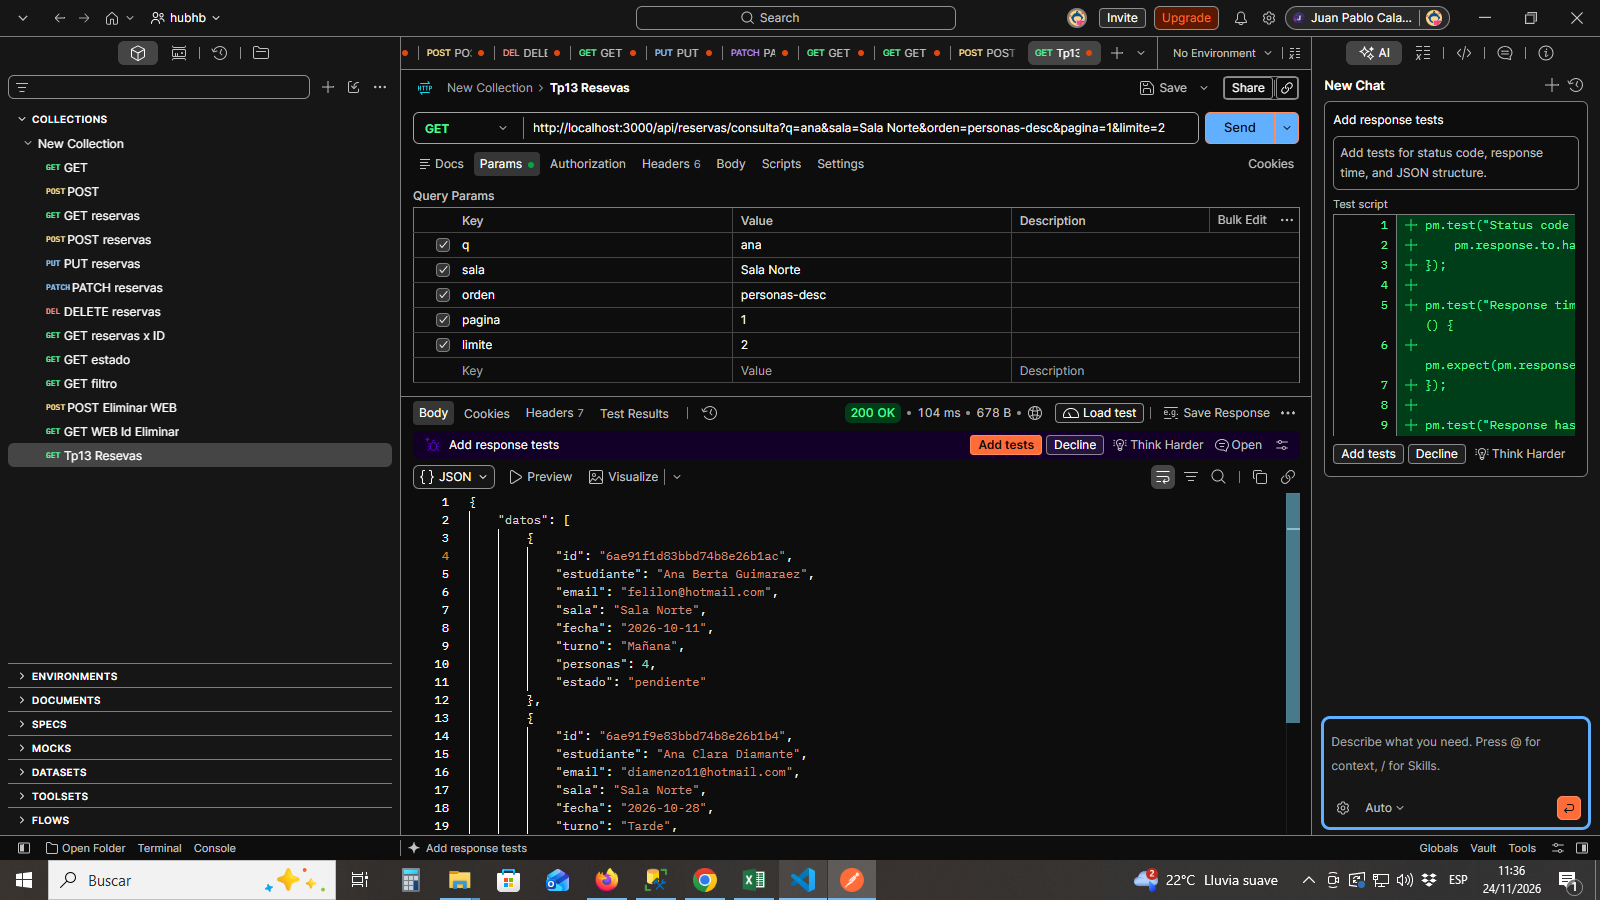 hubhb
Search
Invite
Upgrade
Juan Pablo Cala...
POST PO:
DEL DELE
GET GET
PUT PUT
PATCH PA
GET GET
GET GET
POST POST
GET Tp13
No Environment
AI
COLLECTIONS
New Collection
GET GET
POST POST
GET GET reservas
POST POST reservas
PUT PUT reservas
PATCH PATCH reservas
DEL DELETE reservas
GET GET reservas x ID
GET GET estado
GET GET filtro
POST POST Eliminar WEB
GET GET WEB Id Eliminar
GET Tp13 Resevas
ENVIRONMENTS
DOCUMENTS
SPECS
MOCKS
DATASETS
TOOLSETS
FLOWS
HTTP New Collection › Tp13 Resevas
Save
Share
GET
http://localhost:3000/api/reservas/consulta?q=ana&sala=Sala Norte&orden=personas-desc&pagina=1&limite=2
Send
Docs Params Authorization Headers 6 Body Scripts Settings
Cookies
Query Params
Key Value Description Bulk Edit
q ana
sala Sala Norte
orden personas-desc
pagina 1
limite 2
Key Value Description
Body Cookies Headers 7 Test Results
200 OK • 104 ms • 678 B •
Load test
e.g. Save Response
Add response tests
Add tests Decline Think Harder Open
{ } JSON Preview Visualize
1 {
2 "datos": [
3 {
4 "id": "6ae91f1d83bbd74b8e26b1ac",
5 "estudiante": "Ana Berta Guimaraez",
6 "email": "felilon@hotmail.com",
7 "sala": "Sala Norte",
8 "fecha": "2026-10-11",
9 "turno": "Mañana",
10 "personas": 4,
11 "estado": "pendiente"
12 },
13 {
14 "id": "6ae91f9e83bbd74b8e26b1b4",
15 "estudiante": "Ana Clara Diamante",
16 "email": "diamenzo11@hotmail.com",
17 "sala": "Sala Norte",
18 "fecha": "2026-10-28",
19 "turno": "Tarde",
New Chat
Add response tests
Add tests for status code, response
time, and JSON structure.
Test script
1 + pm.test("Status code
2 + pm.response.to.ha
3 + });
4 +
5 + pm.test("Response tim
() {
6 +
pm.expect(pm.response
7 + });
8 +
9 + pm.test("Response has
Add tests Decline Think Harder
Describe what you need. Press @ for
context, / for Skills.
Auto
Open Folder Terminal Console
Add response tests
Globals Vault Tools
Buscar
2
22°C Lluvia suave
ESP
11:36
24/11/2026
1